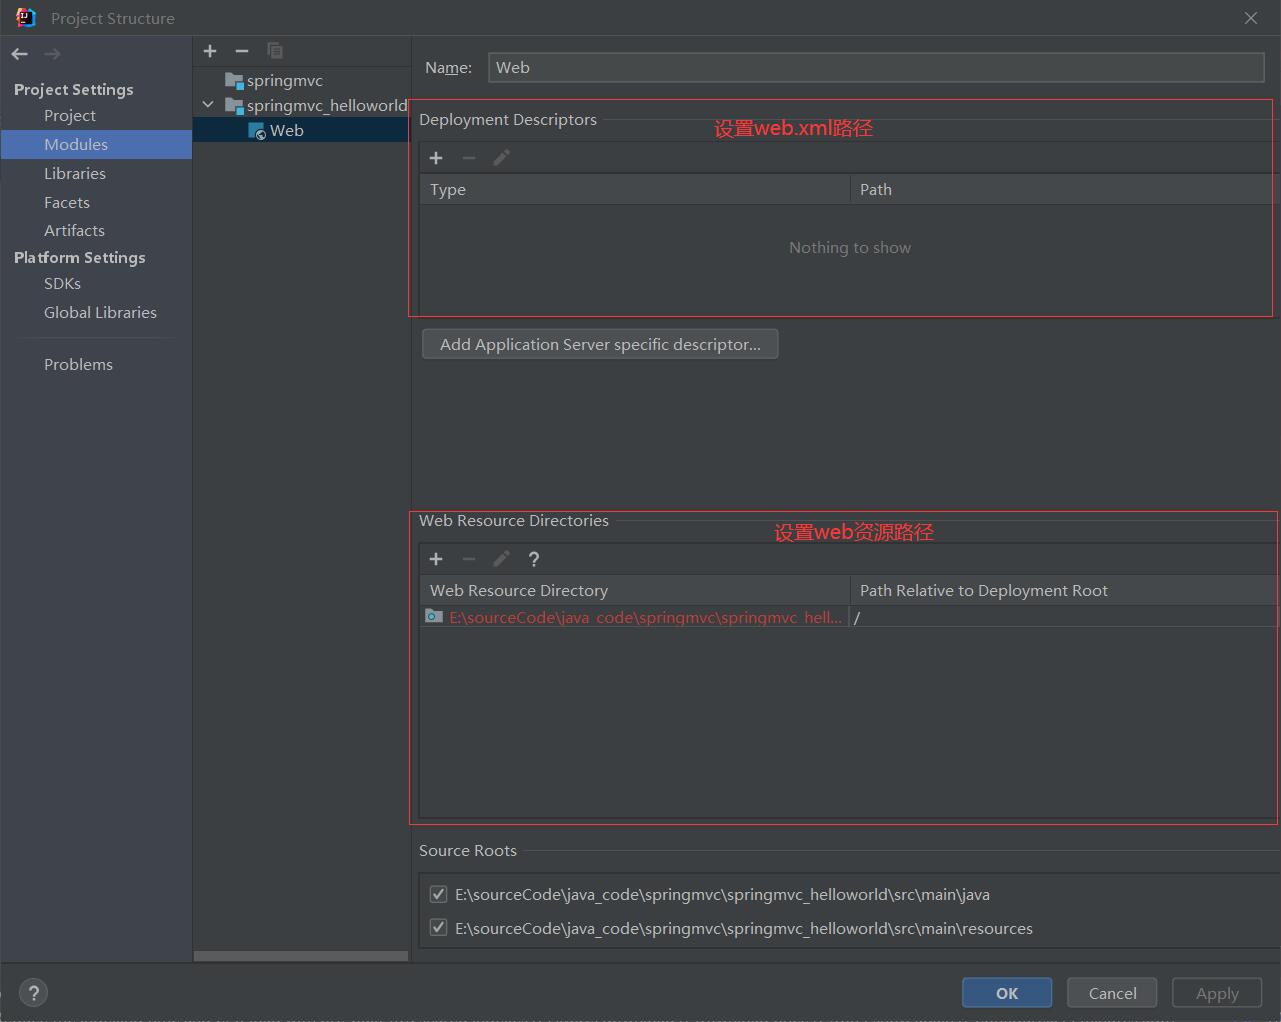 Project Structure
Project Settings
Project
Modules
Libraries
Facets
Artifacts
Platform Settings
SDKs
Global Libraries
Problems
springmvc
springmvc_helloworld
Web
Name: Web
Deployment Descriptors
设置web.xml路径
Type Path
Nothing to show
Add Application Server specific descriptor...
Web Resource Directories
设置web资源路径
Web Resource Directory Path Relative to Deployment Root
E:\sourceCode\java_code\springmvc\springmvc_hell... /
Source Roots
E:\sourceCode\java_code\springmvc\springmvc_helloworld\src\main\java
E:\sourceCode\java_code\springmvc\springmvc_helloworld\src\main\resources
OK Cancel Apply